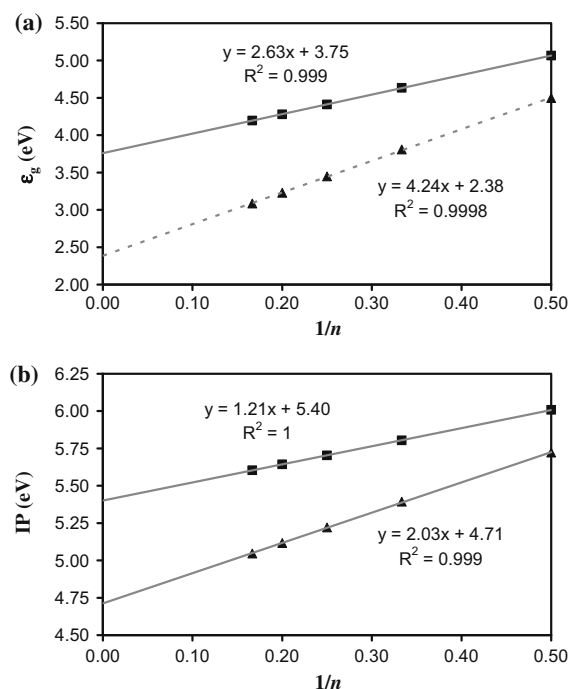 (a)
5.50
5.00
4.50
4.00
3.50
3.00
2.50
2.00
εg (eV)
y = 2.63x + 3.75
R² = 0.999
y = 4.24x + 2.38
R² = 0.9998
0.00 0.10 0.20 0.30 0.40 0.50
1/n
(b)
6.25
6.00
5.75
5.50
5.25
5.00
4.75
4.50
IP (eV)
y = 1.21x + 5.40
R² = 1
y = 2.03x + 4.71
R² = 0.999
0.00 0.10 0.20 0.30 0.40 0.50
1/n